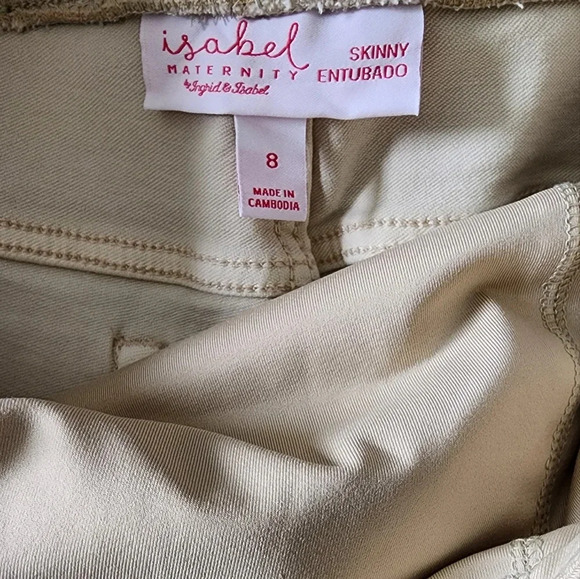 isabel
MATERNITY
by Ingrid & Isabel
SKINNY
ENTUBADO
8
MADE IN
CAMBODIA